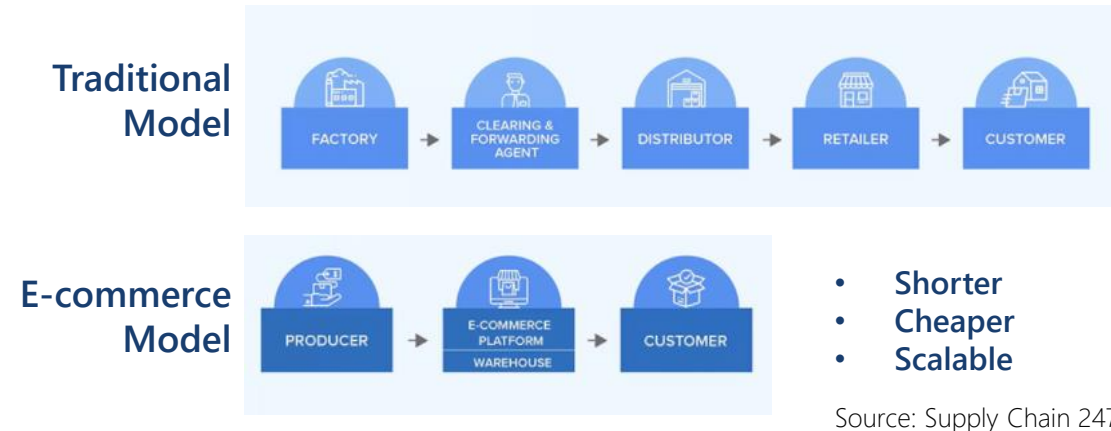 Traditional
Model
FACTORY
CLEARING &
FORWARDING
AGENT
DISTRIBUTOR
RETAILER
CUSTOMER
E-commerce
Model
PRODUCER
E-COMMERCE
PLATFORM
WAREHOUSE
CUSTOMER
• Shorter
• Cheaper
• Scalable
Source: Supply Chain 247